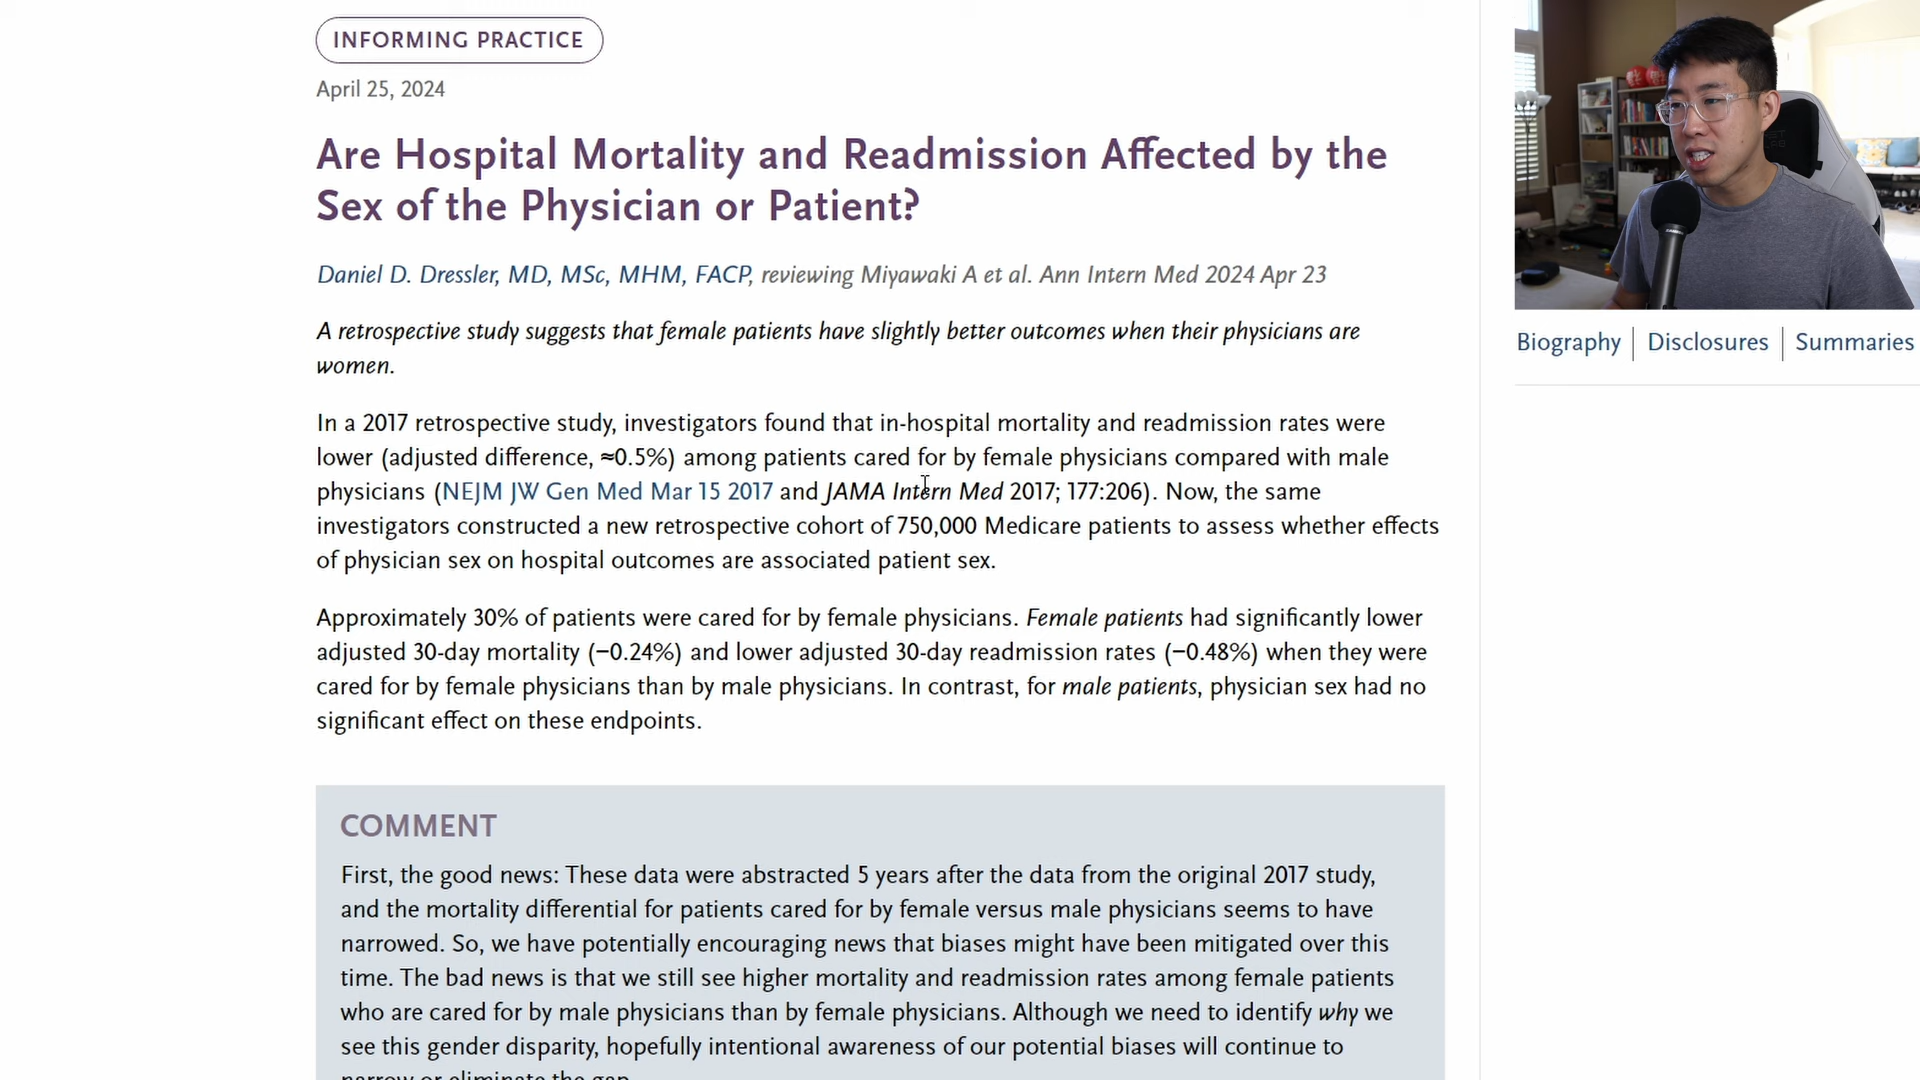 INFORMING PRACTICE
April 25, 2024
Are Hospital Mortality and Readmission Affected by the
Sex of the Physician or Patient?
Daniel D. Dressler, MD, MSc, MHM, FACP, reviewing Miyawaki A et al. Ann Intern Med 2024 Apr 23
A retrospective study suggests that female patients have slightly better outcomes when their physicians are
women.
In a 2017 retrospective study, investigators found that in-hospital mortality and readmission rates were
lower (adjusted difference, ≈0.5%) among patients cared for by female physicians compared with male
physicians (NEJM JW Gen Med Mar 15 2017 and JAMA Intern Med 2017; 177:206). Now, the same
investigators constructed a new retrospective cohort of 750,000 Medicare patients to assess whether effects
of physician sex on hospital outcomes are associated patient sex.
Approximately 30% of patients were cared for by female physicians. Female patients had significantly lower
adjusted 30-day mortality (−0.24%) and lower adjusted 30-day readmission rates (−0.48%) when they were
cared for by female physicians than by male physicians. In contrast, for male patients, physician sex had no
significant effect on these endpoints.
COMMENT
First, the good news: These data were abstracted 5 years after the data from the original 2017 study,
and the mortality differential for patients cared for by female versus male physicians seems to have
narrowed. So, we have potentially encouraging news that biases might have been mitigated over this
time. The bad news is that we still see higher mortality and readmission rates among female patients
who are cared for by male physicians than by female physicians. Although we need to identify why we
see this gender disparity, hopefully intentional awareness of our potential biases will continue to
narrow or eliminate the gap.
Biography | Disclosures | Summaries